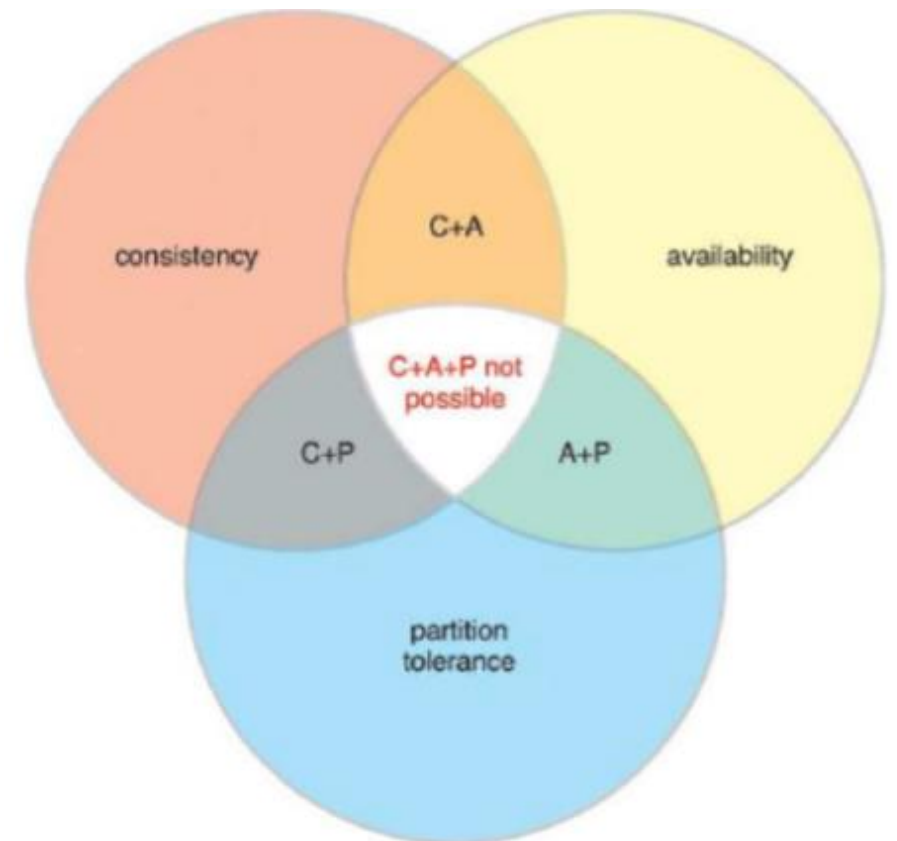 C+A
consistency
availability
C+A+P not
possible
C+P
A+P
partition
tolerance